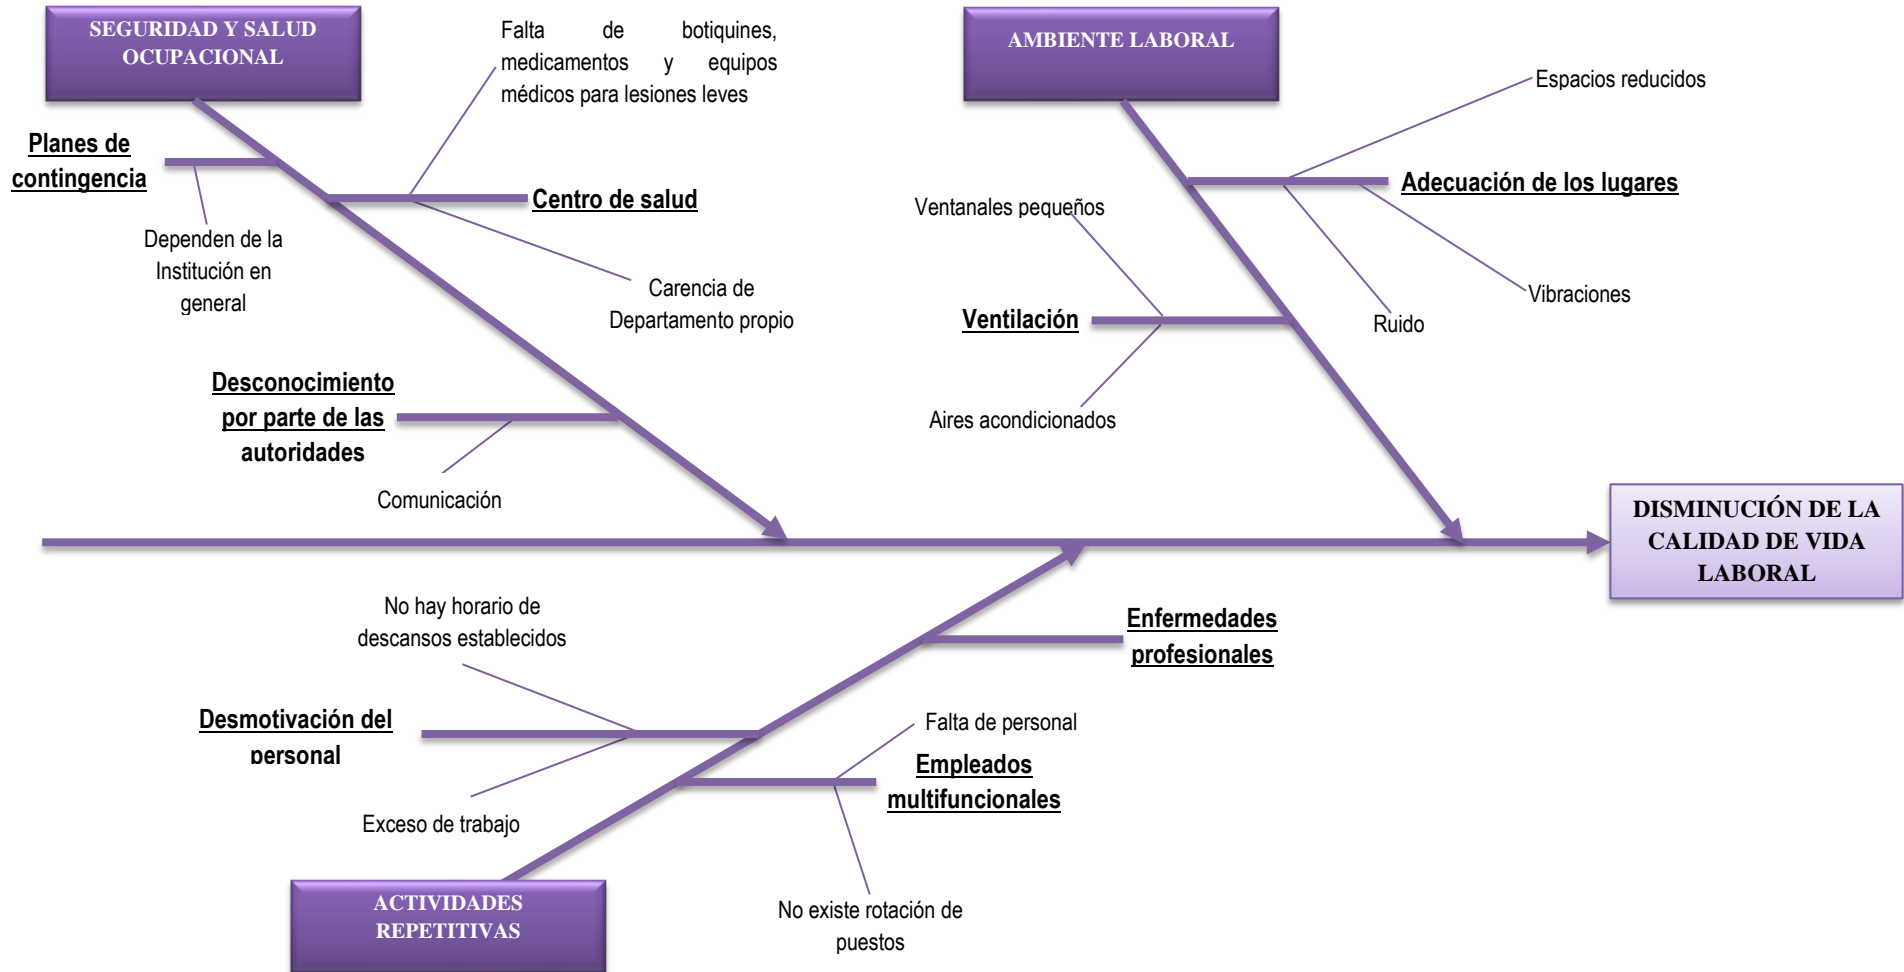 SEGURIDAD Y SALUD
OCUPACIONAL
Falta de botiquines,
medicamentos y equipos
médicos para lesiones leves
AMBIENTE LABORAL
Espacios reducidos
Planes de
contingencia
Centro de salud
Adecuación de los lugares
Ventanales pequeños
Dependen de la
Institución en
general
Carencia de
Departamento propio
Vibraciones
Ventilación
Ruido
Desconocimiento
por parte de las
autoridades
Aires acondicionados
Comunicación
DISMINUCIÓN DE LA
CALIDAD DE VIDA
LABORAL
No hay horario de
descansos establecidos
Enfermedades
profesionales
Desmotivación del
personal
Falta de personal
Empleados
multifuncionales
Exceso de trabajo
ACTIVIDADES
REPETITIVAS
No existe rotación de
puestos